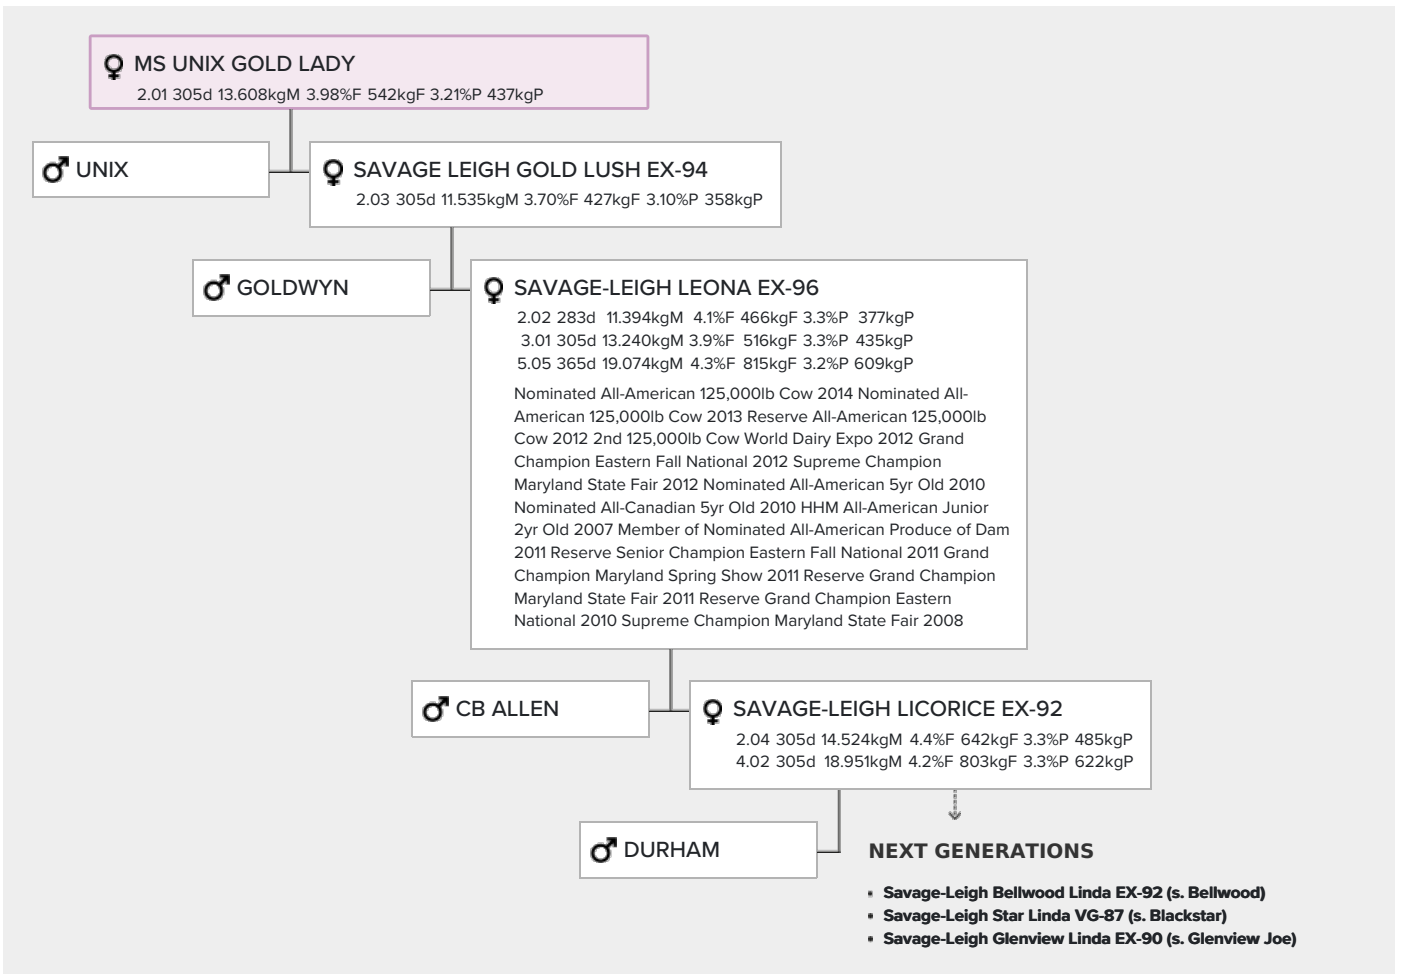 MS UNIX GOLD LADY
2.01 305d 13.608kgM 3.98%F 542kgF 3.21%P 437kgP
UNIX
SAVAGE LEIGH GOLD LUSH EX-94
2.03 305d 11.535kgM 3.70%F 427kgF 3.10%P 358kgP
GOLDWYN
SAVAGE-LEIGH LEONA EX-96
2.02 283d 11.394kgM 4.1%F 466kgF 3.3%P 377kgP
3.01 305d 13.240kgM 3.9%F 516kgF 3.3%P 435kgP
5.05 365d 19.074kgM 4.3%F 815kgF 3.2%P 609kgP
Nominated All-American 125,000lb Cow 2014 Nominated All-
American 125,000lb Cow 2013 Reserve All-American 125,000lb
Cow 2012 2nd 125,000lb Cow World Dairy Expo 2012 Grand
Champion Eastern Fall National 2012 Supreme Champion
Maryland State Fair 2012 Nominated All-American 5yr Old 2010
Nominated All-Canadian 5yr Old 2010 HHM All-American Junior
2yr Old 2007 Member of Nominated All-American Produce of Dam
2011 Reserve Senior Champion Eastern Fall National 2011 Grand
Champion Maryland Spring Show 2011 Reserve Grand Champion
Maryland State Fair 2011 Reserve Grand Champion Eastern
National 2010 Supreme Champion Maryland State Fair 2008
CB ALLEN
SAVAGE-LEIGH LICORICE EX-92
2.04 305d 14.524kgM 4.4%F 642kgF 3.3%P 485kgP
4.02 305d 18.951kgM 4.2%F 803kgF 3.3%P 622kgP
DURHAM
NEXT GENERATIONS
• Savage-Leigh Bellwood Linda EX-92 (s. Bellwood)
• Savage-Leigh Star Linda VG-87 (s. Blackstar)
• Savage-Leigh Glenview Linda EX-90 (s. Glenview Joe)